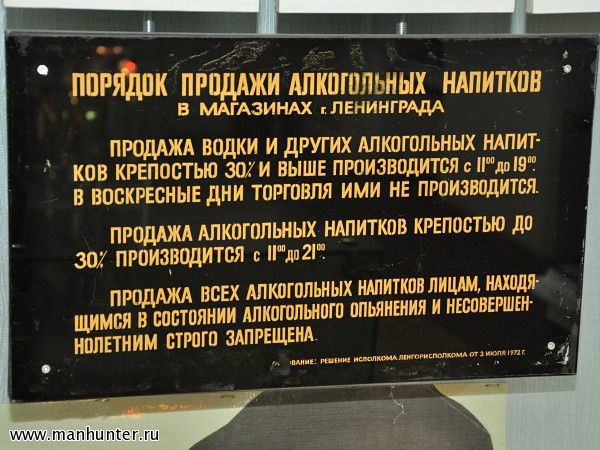 ПОРЯДОК ПРОДАЖИ АЛКОГОЛЬНЫХ НАПИТКОВ
В МАГАЗИНАХ г. ЛЕНИНГРАДА
ПРОДАЖА ВОДКИ И ДРУГИХ АЛКОГОЛЬНЫХ НАПИТ-
КОВ КРЕПОСТЬЮ 30% И ВЫШЕ ПРОИЗВОДИТСЯ с 11⁰⁰ до 19⁰⁰.
В ВОСКРЕСНЫЕ ДНИ ТОРГОВЛЯ ИМИ НЕ ПРОИЗВОДИТСЯ.
ПРОДАЖА АЛКОГОЛЬНЫХ НАПИТКОВ КРЕПОСТЬЮ ДО
30% ПРОИЗВОДИТСЯ с 11⁰⁰ до 21⁰⁰.
ПРОДАЖА ВСЕХ АЛКОГОЛЬНЫХ НАПИТКОВ ЛИЦАМ, НАХОДЯ-
ЩИМСЯ В СОСТОЯНИИ АЛКОГОЛЬНОГО ОПЬЯНЕНИЯ И НЕСОВЕРШЕН-
НОЛЕТНИМ СТРОГО ЗАПРЕЩЕНА
РЕШЕНИЕ ИСПОЛКОМА ЛЕНГОРИСПОЛКОМА ОТ 3 ИЮЛЯ 1972 Г.
www.manhunter.ru